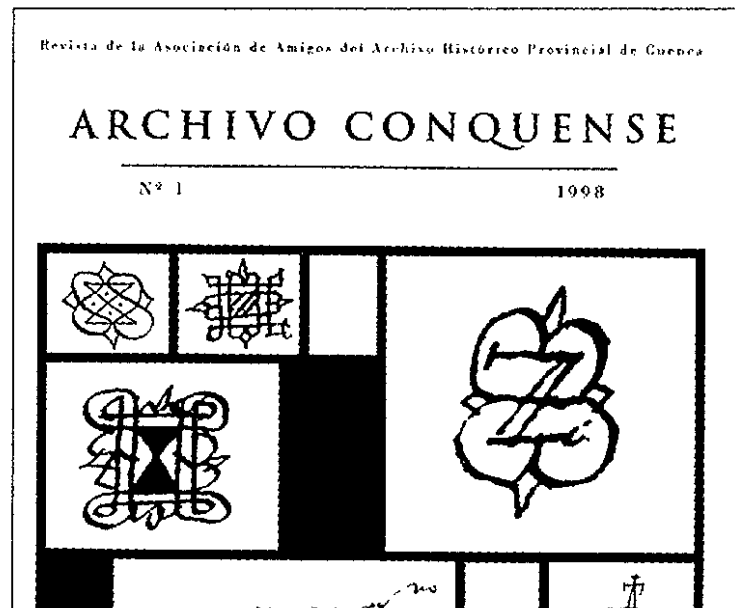 Revista de la Asociación de Amigos del Archivo Histórico Provincial de Cuenca
ARCHIVO CONQUENSE
Nº 1 1998